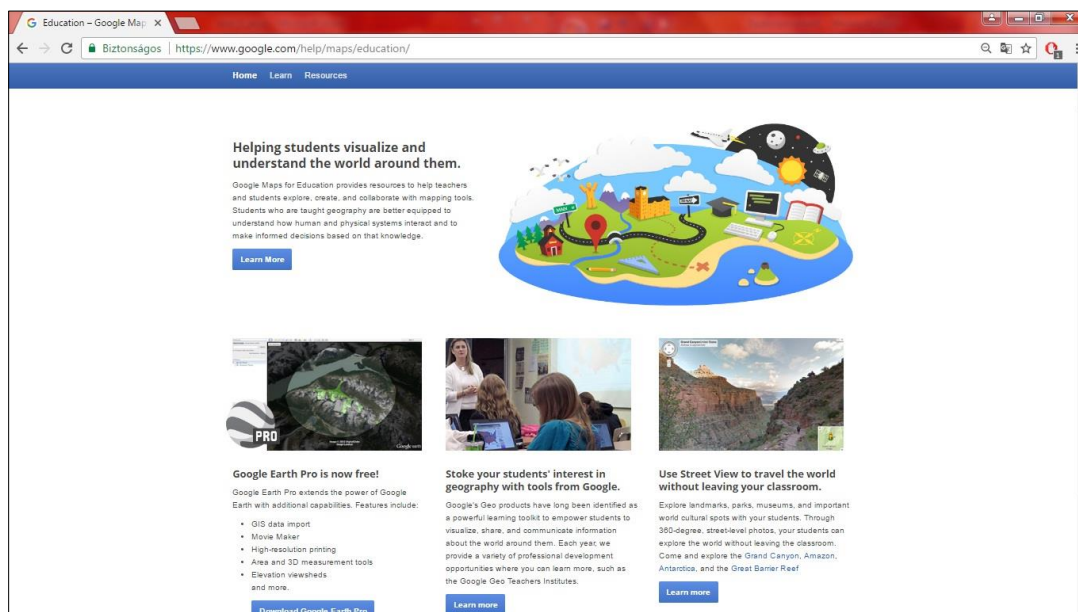 Education – Google Map
Biztonságos | https://www.google.com/help/maps/education/
Home Learn Resources
Helping students visualize and
understand the world around them.
Google Maps for Education provides resources to help teachers
and students explore, create, and collaborate with mapping tools.
Students who are taught geography are better equipped to
understand how human and physical systems interact and to
make informed decisions based on that knowledge.
Learn More
PRO
Google earth
Google Earth Pro is now free!
Google Earth Pro extends the power of Google
Earth with additional capabilities. Features include:
• GIS data import
• Movie Maker
• High-resolution printing
• Area and 3D measurement tools
• Elevation viewsheds
and more.
Download Google Earth Pro
Stoke your students' interest in
geography with tools from Google.
Google's Geo products have long been identified as
a powerful learning toolkit to empower students to
visualize, share, and communicate information
about the world around them. Each year, we
provide a variety of professional development
opportunities where you can learn more, such as
the Google Geo Teachers Institutes.
Learn more
Use Street View to travel the world
without leaving your classroom.
Explore landmarks, parks, museums, and important
world cultural spots with your students. Through
360-degree, street-level photos, your students can
explore the world without leaving the classroom.
Come and explore the Grand Canyon, Amazon,
Antarctica, and the Great Barrier Reef
Learn more